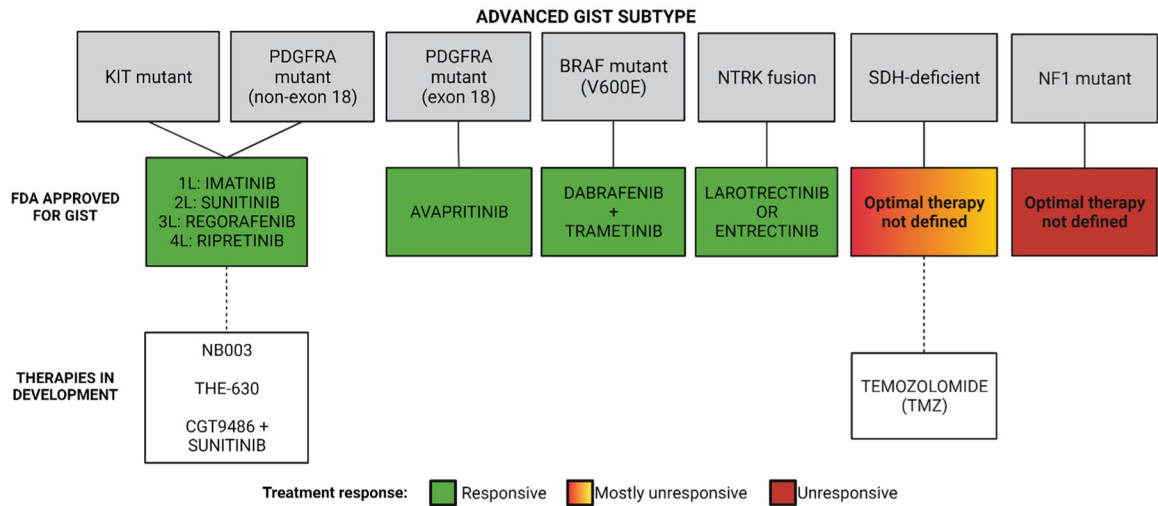 ADVANCED GIST SUBTYPE
KIT mutant
PDGFRA
mutant
(non-exon 18)
PDGFRA
mutant
(exon 18)
BRAF mutant
(V600E)
NTRK fusion
SDH-deficient
NF1 mutant
FDA APPROVED
FOR GIST
1L: IMATINIB
2L: SUNITINIB
3L: REGORAFENIB
4L: RIPRETINIB
AVAPRITINIB
DABRAFENIB
+
TRAMETINIB
LAROTRECTINIB
OR
ENTRECTINIB
Optimal therapy
not defined
Optimal therapy
not defined
THERAPIES IN
DEVELOPMENT
NB003
THE-630
CGT9486 +
SUNITINIB
TEMOZOLOMIDE
(TMZ)
Treatment response: Responsive Mostly unresponsive Unresponsive